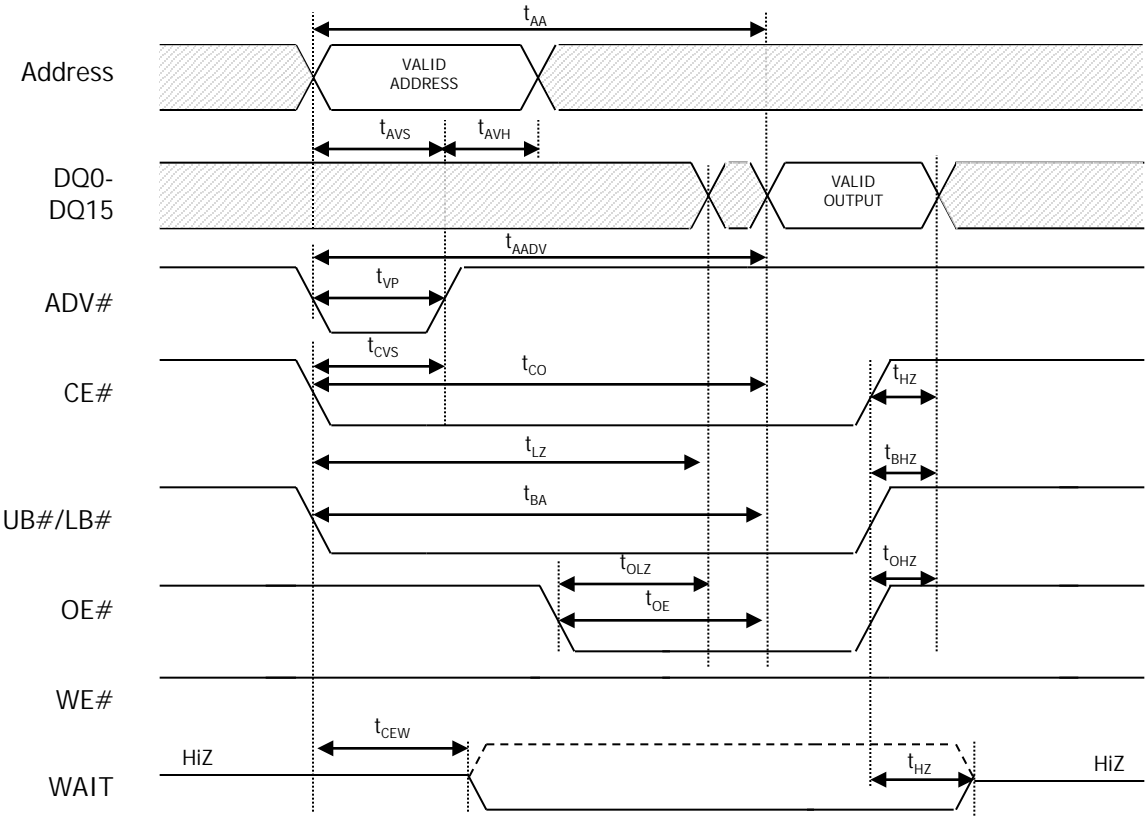 tAA
Address
VALID
ADDRESS
tAVS
tAVH
DQ0-
DQ15
VALID
OUTPUT
tAADV
ADV#
tVP
tCVS
tCO
CE#
tHZ
tLZ
tBHZ
tBA
UB#/LB#
tOLZ
tOHZ
tOE
OE#
WE#
tCEW
HiZ
tHZ
HiZ
WAIT